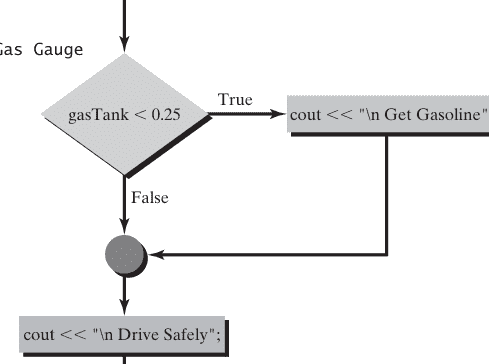 Gas Gauge
gasTank < 0.25
True
cout << "\n Get Gasoline"
False
cout << "\n Drive Safely";